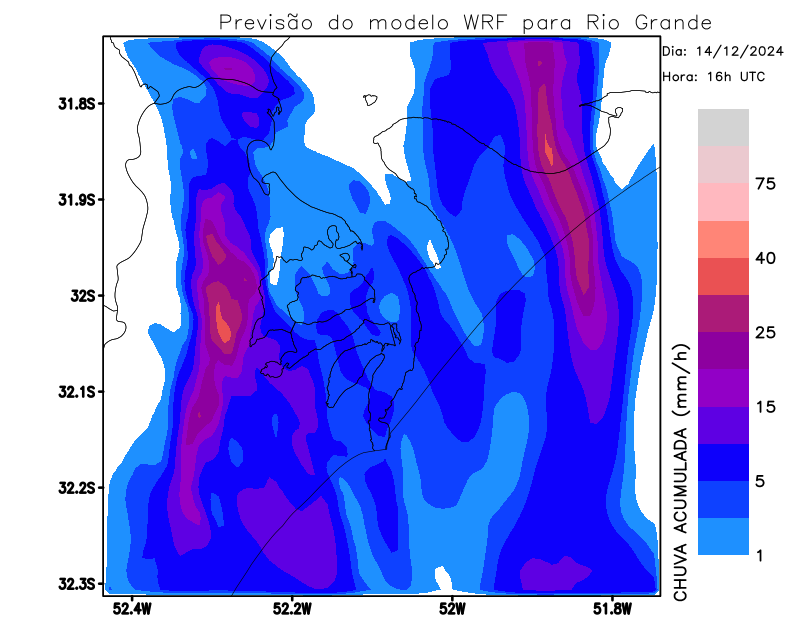 Previsão do modelo WRF para Rio Grande
Dia: 14/12/2024
Hora: 16h UTC
31.8S
31.9S
32S
32.1S
32.2S
32.3S
52.4W
52.2W
52W
51.8W
75
40
25
15
5
1
CHUVA ACUMULADA (mm/h)